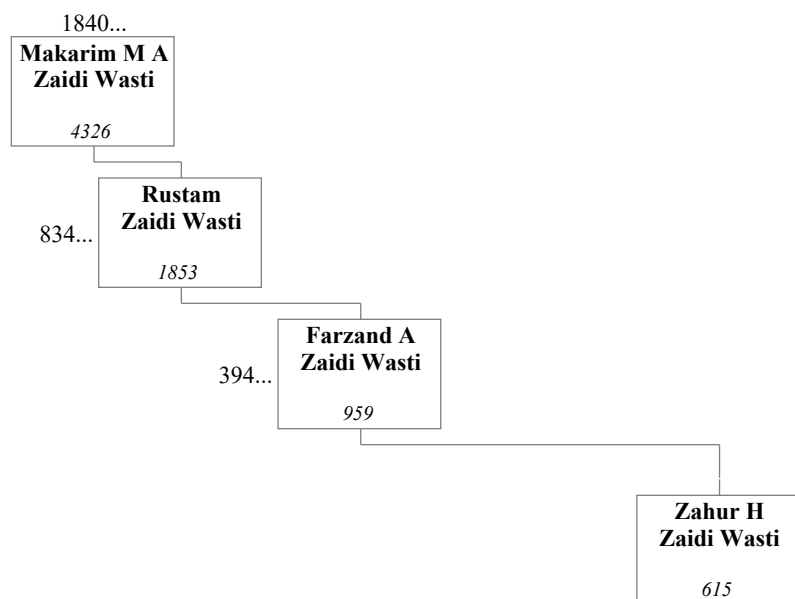 1840...
Makarim M A
Zaidi Wasti
4326
Rustam
Zaidi Wasti
834...
1853
Farzand A
Zaidi Wasti
394...
959
Zahur H
Zaidi Wasti
615